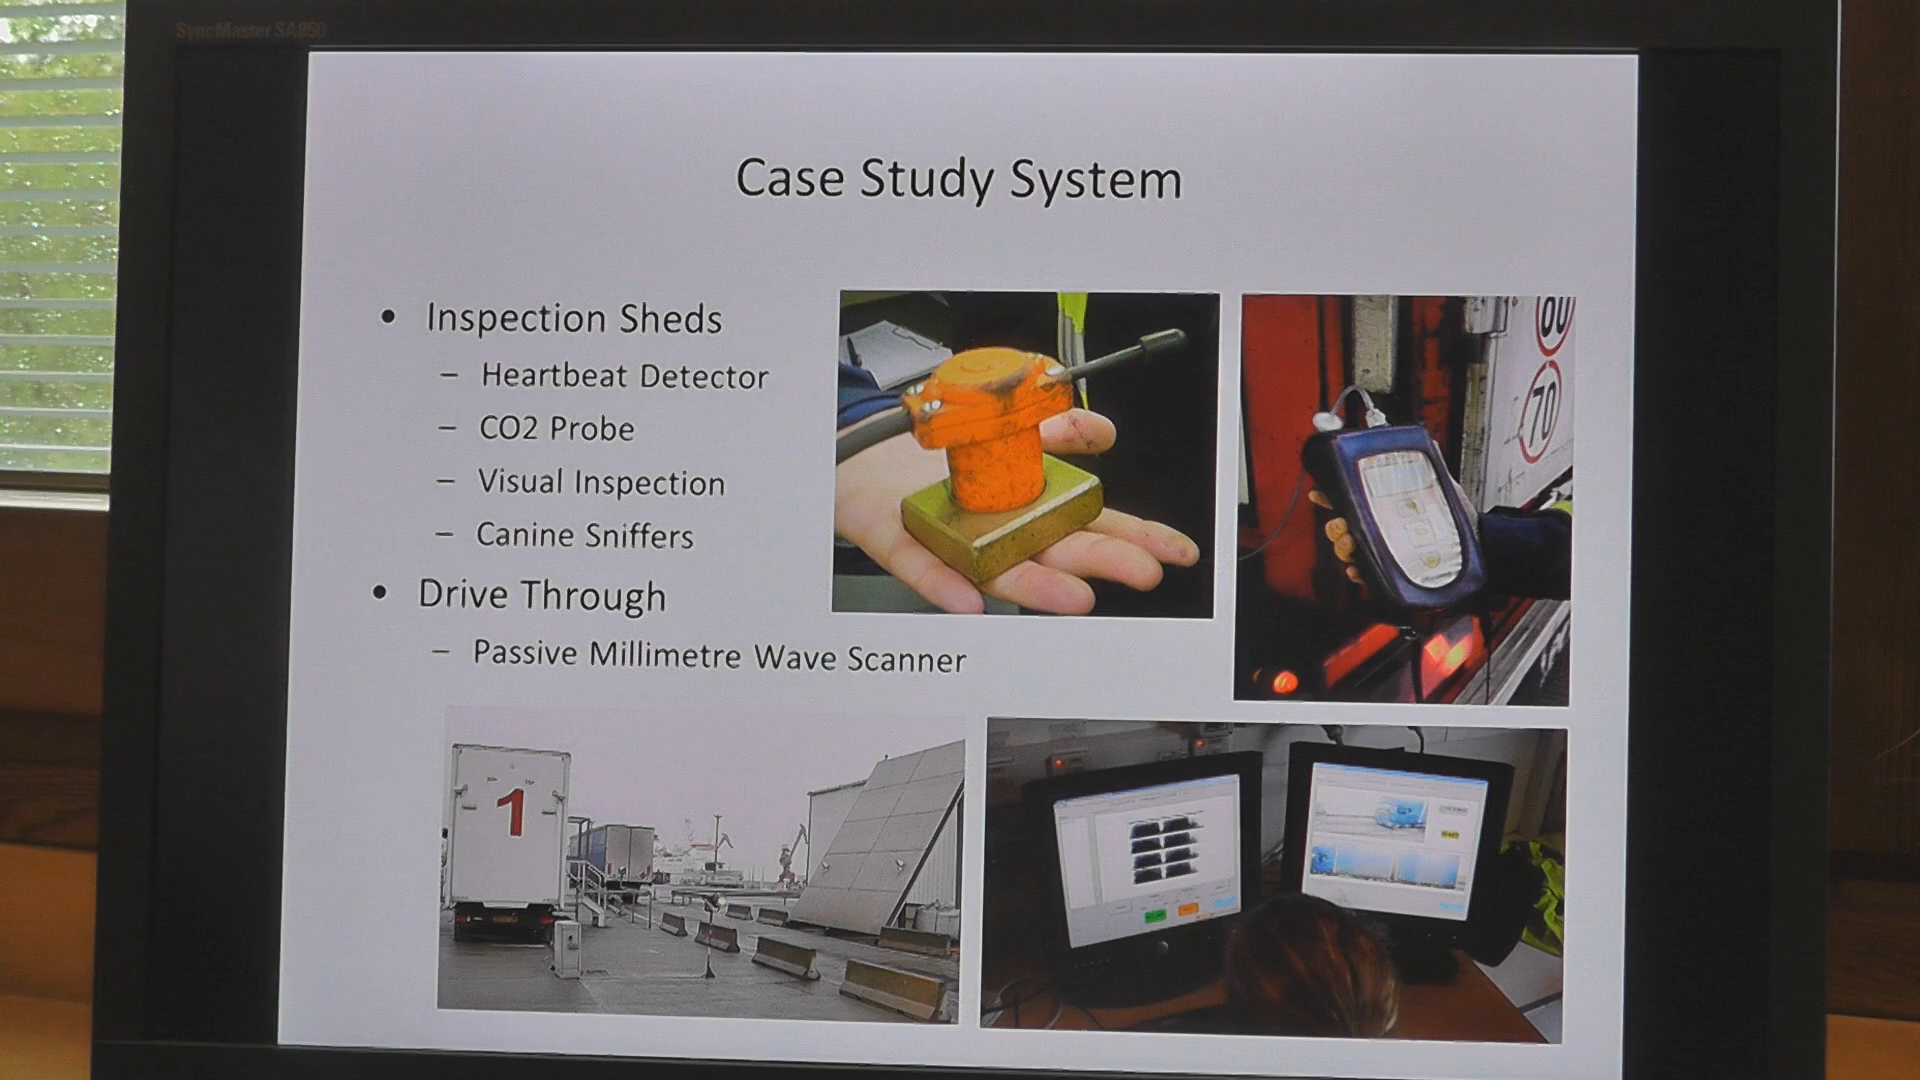 SyncMaster SA850
Case Study System
• Inspection Sheds
– Heartbeat Detector
– CO2 Probe
– Visual Inspection
– Canine Sniffers
• Drive Through
– Passive Millimetre Wave Scanner
60
70
1